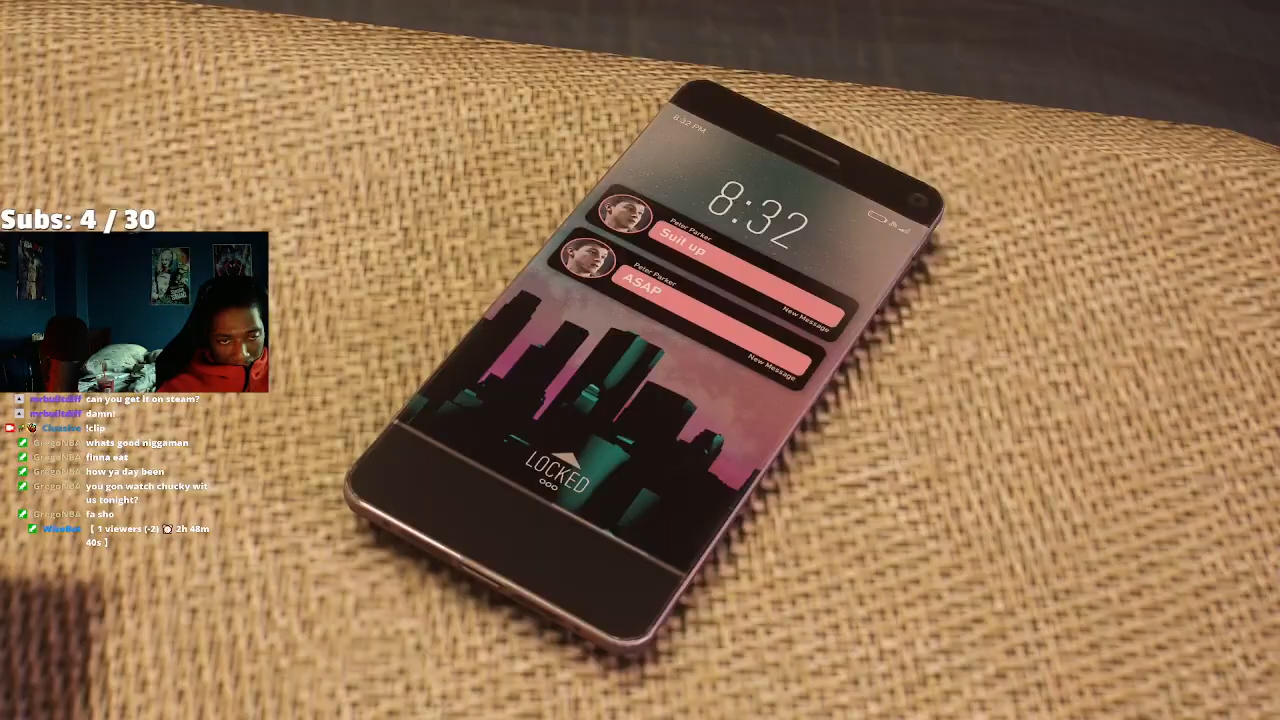 8:32 PM
8:32
Peter Parker
Suit up
New Message
Peter Parker
ASAP
New Message
LOCKED
Subs: 4 / 30
mrbuiltdiff can you get it on steam?
mrbuiltdiff damn!
!clip
GregoNBA whats good niggaman
GregoNBA finna eat
GregoNBA how ya day been
GregoNBA you gon watch chucky wit
us tonight?
GregoNBA fa sho
WizeBot [ 1 viewers (-2) 2h 48m
40s ]